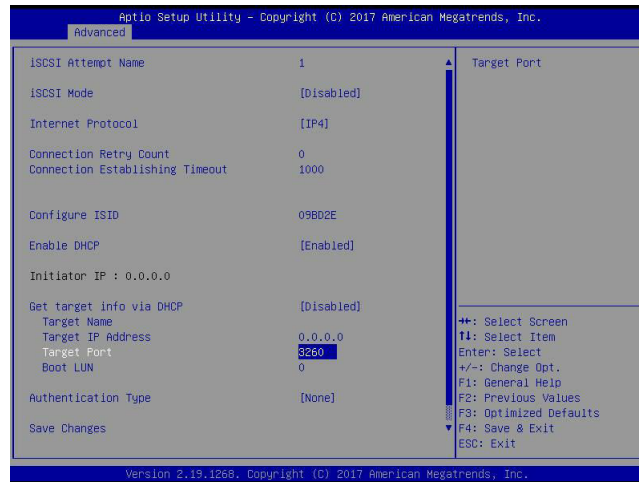 Aptio Setup Utility – Copyright (C) 2017 American Megatrends, Inc.
Advanced
iSCSI Attempt Name 1
iSCSI Mode [Disabled]
Internet Protocol [IP4]
Connection Retry Count 0
Connection Establishing Timeout 1000
Configure ISID 09BD2E
Enable DHCP [Enabled]
Initiator IP : 0.0.0.0
Get target info via DHCP [Disabled]
Target Name
Target IP Address 0.0.0.0
Target Port 3260
Boot LUN 0
Authentication Type [None]
Save Changes
Target Port
→←: Select Screen
↑↓: Select Item
Enter: Select
+/-: Change Opt.
F1: General Help
F2: Previous Values
F3: Optimized Defaults
F4: Save & Exit
ESC: Exit
Version 2.19.1268. Copyright (C) 2017 American Megatrends, Inc.